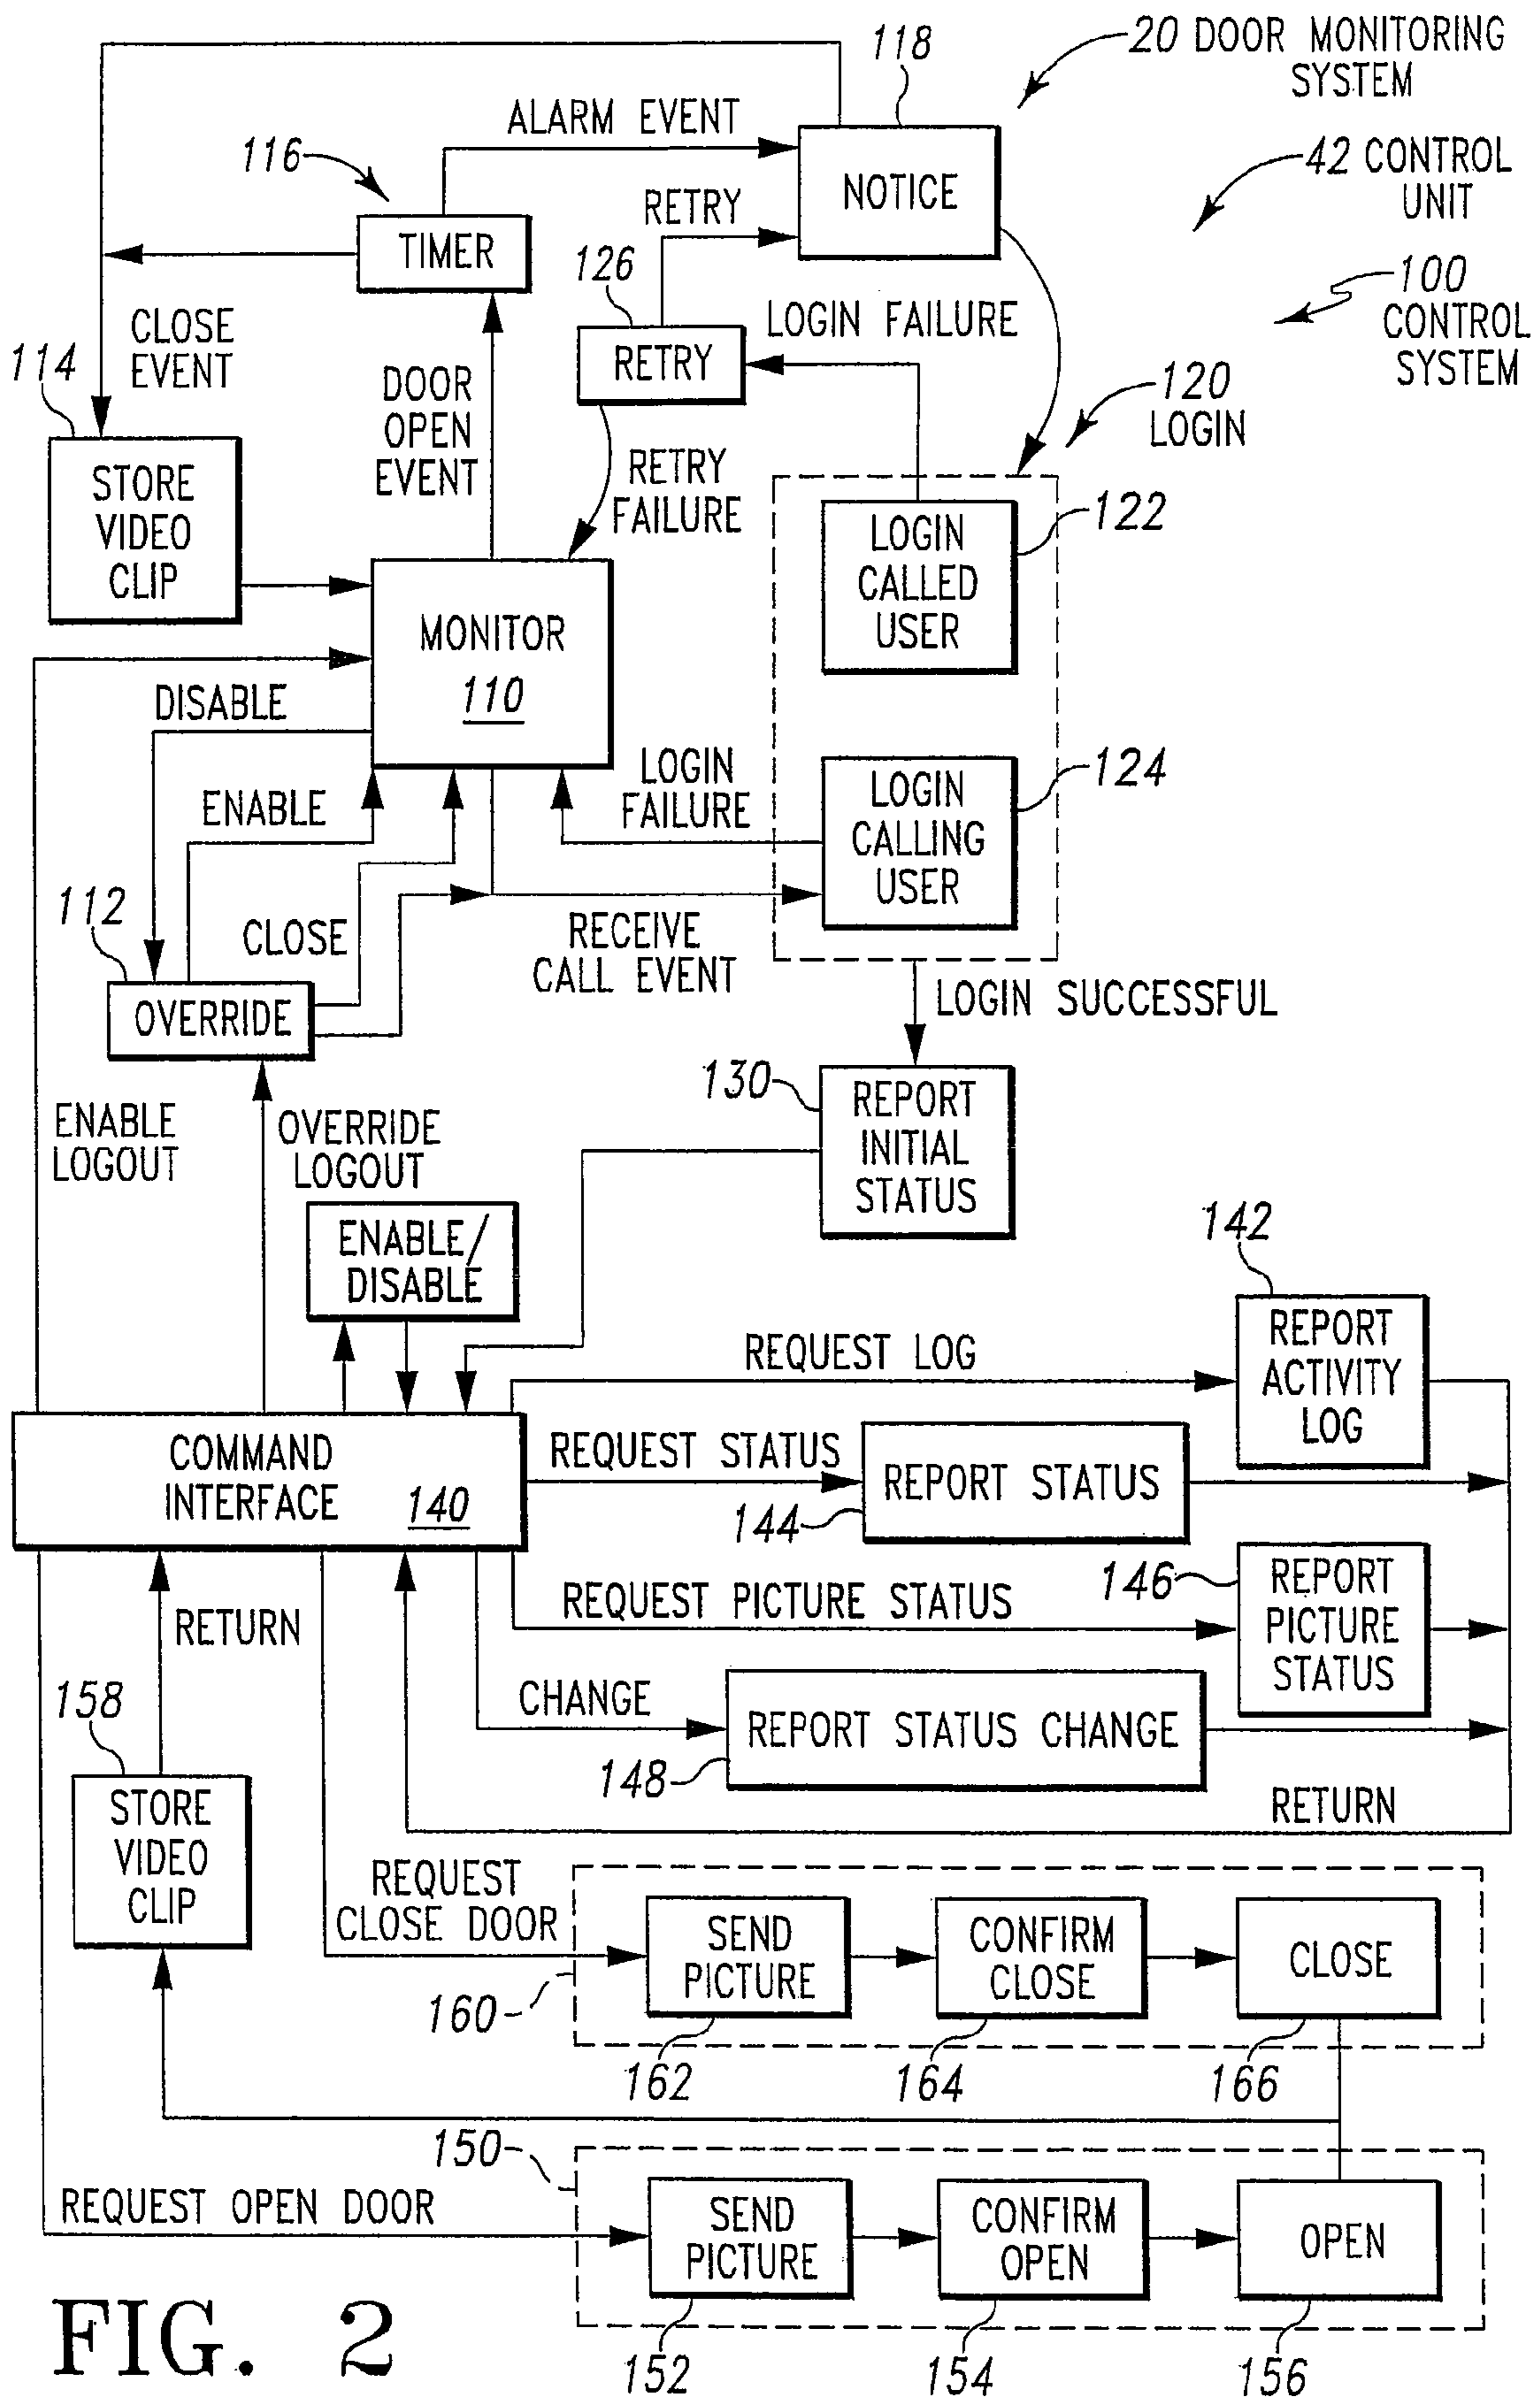 20 DOOR MONITORING
SYSTEM
118
ALARM EVENT
116
42 CONTROL
UNIT
NOTICE
RETRY
TIMER
126
100
CONTROL
SYSTEM
LOGIN FAILURE
CLOSE
EVENT
114
RETRY
DOOR
OPEN
EVENT
120
LOGIN
STORE
VIDEO
CLIP
RETRY
FAILURE
LOGIN
CALLED
USER
122
MONITOR
110
DISABLE
LOGIN
FAILURE
124
LOGIN
CALLING
USER
ENABLE
112
CLOSE
RECEIVE
CALL EVENT
OVERRIDE
LOGIN SUCCESSFUL
130
REPORT
INITIAL
STATUS
ENABLE
LOGOUT
OVERRIDE
LOGOUT
ENABLE/
DISABLE
142
REPORT
ACTIVITY
LOG
REQUEST LOG
COMMAND
INTERFACE 140
REQUEST STATUS
REPORT STATUS
144
146
REPORT
PICTURE
STATUS
REQUEST PICTURE STATUS
RETURN
158
CHANGE
REPORT STATUS CHANGE
148
RETURN
STORE
VIDEO
CLIP
REQUEST
CLOSE DOOR
SEND
PICTURE
CONFIRM
CLOSE
CLOSE
160
162
164
166
150
REQUEST OPEN DOOR
SEND
PICTURE
CONFIRM
OPEN
OPEN
152
154
156
FIG. 2